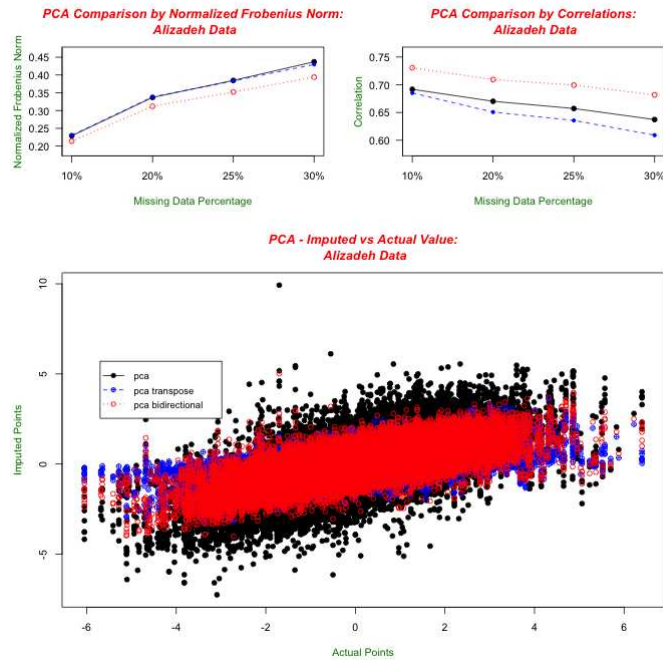 PCA Comparison by Normalized Frobenius Norm:
Alizadeh Data
Normalized Frobenius Norm
0.45
0.40
0.35
0.30
0.25
0.20
10% 20% 25% 30%
Missing Data Percentage
PCA Comparison by Correlations:
Alizadeh Data
Correlation
0.75
0.70
0.65
0.60
10% 20% 25% 30%
Missing Data Percentage
PCA - Imputed vs Actual Value:
Alizadeh Data
Imputed Points
10
5
0
-5
pca
pca transpose
pca bidirectional
-6 -4 -2 0 2 4 6
Actual Points